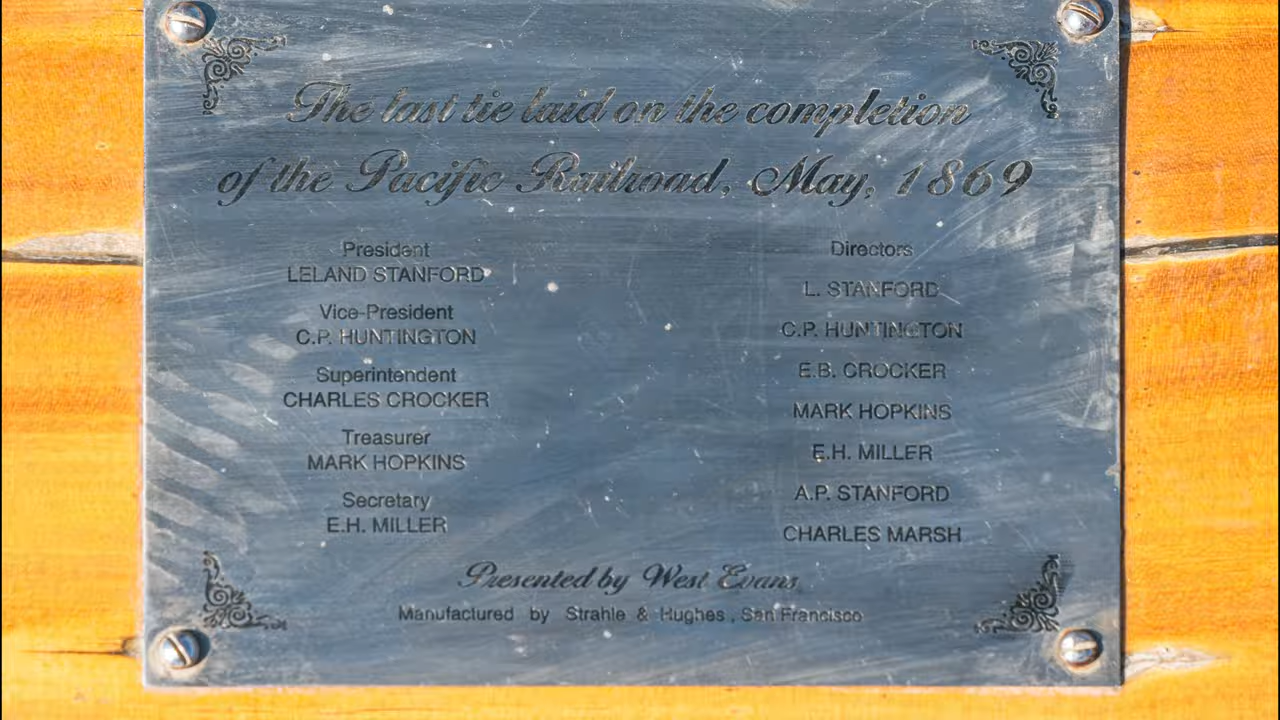 The last tie laid on the completion
of the Pacific Railroad, May, 1869
President
LELAND STANFORD
Vice-President
C.P. HUNTINGTON
Superintendent
CHARLES CROCKER
Treasurer
MARK HOPKINS
Secretary
E.H. MILLER
Directors
L. STANFORD
C.P. HUNTINGTON
E.B. CROCKER
MARK HOPKINS
E.H. MILLER
A.P. STANFORD
CHARLES MARSH
Presented by West Evans
Manufactured by Strahle & Hughes, San Francisco